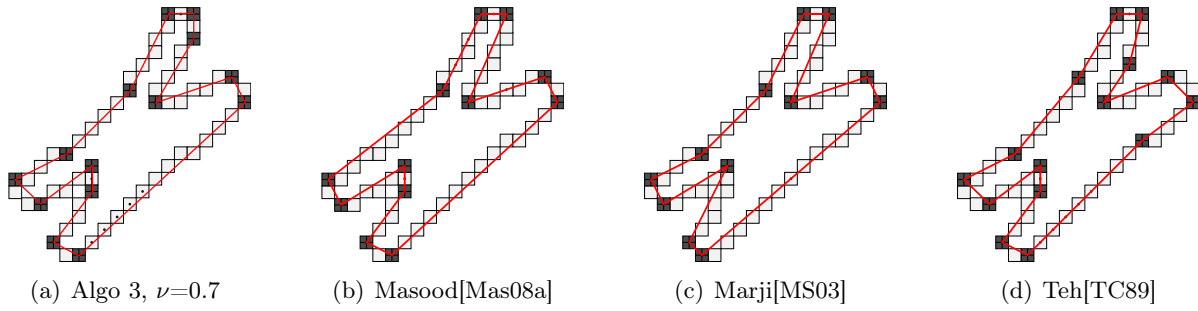 (a) Algo 3, ν=0.7
(b) Masood[Mas08a]
(c) Marji[MS03]
(d) Teh[TC89]